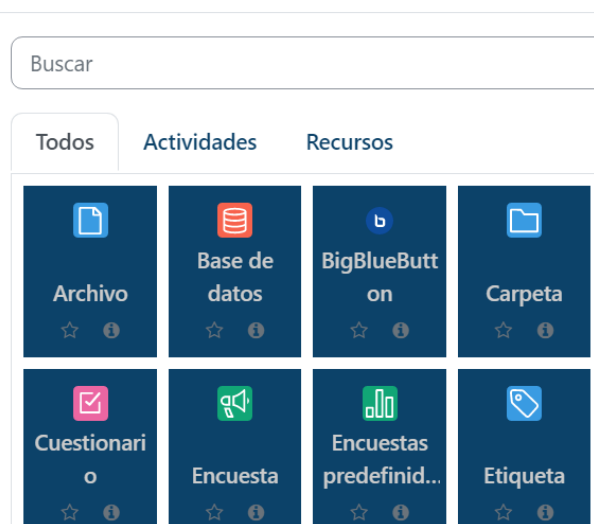 Buscar
Todos Actividades Recursos
Archivo
Base de
datos
BigBlueButt
on
Carpeta
Cuestionari
o
Encuesta
Encuestas
predefinid...
Etiqueta